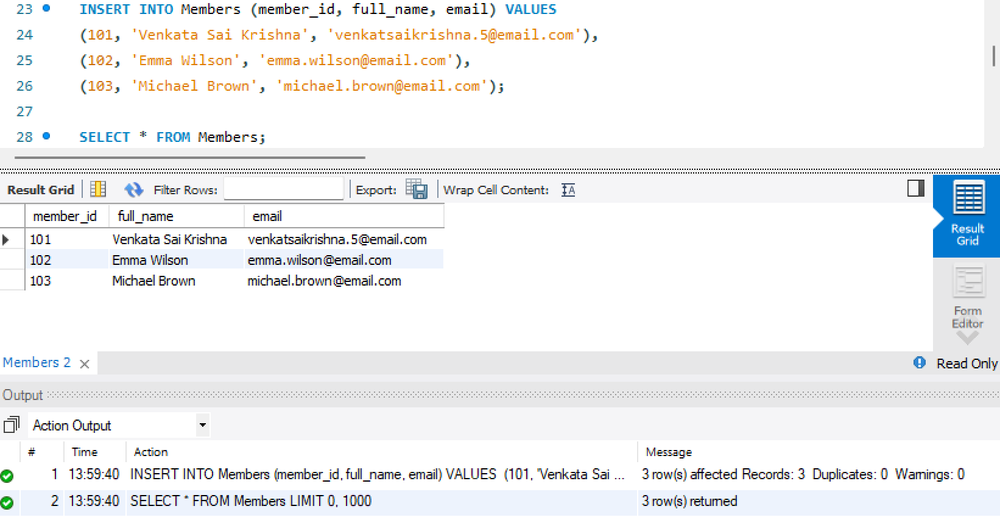 23 INSERT INTO Members (member_id, full_name, email) VALUES
24 (101, 'Venkata Sai Krishna', 'venkatsaikrishna.5@email.com'),
25 (102, 'Emma Wilson', 'emma.wilson@email.com'),
26 (103, 'Michael Brown', 'michael.brown@email.com');
27
28 SELECT * FROM Members;
Result Grid Filter Rows: Export: Wrap Cell Content:
member_id full_name email
101 Venkata Sai Krishna venkatsaikrishna.5@email.com
102 Emma Wilson emma.wilson@email.com
103 Michael Brown michael.brown@email.com
Result
Grid
Form
Editor
Members 2
Read Only
Output
Action Output
# Time Action Message
1 13:59:40 INSERT INTO Members (member_id, full_name, email) VALUES (101, 'Venkata Sai ... 3 row(s) affected Records: 3 Duplicates: 0 Warnings: 0
2 13:59:40 SELECT * FROM Members LIMIT 0, 1000 3 row(s) returned